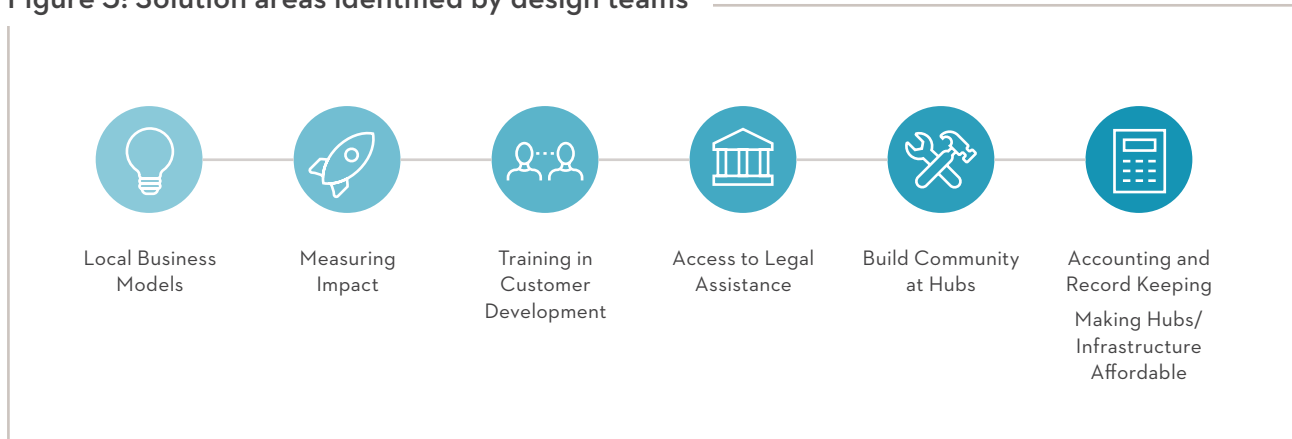 Figure 5: Solution areas identified by design teams
Local Business
Models
Measuring
Impact
Training in
Customer
Development
Access to Legal
Assistance
Build Community
at Hubs
Accounting and
Record Keeping
Making Hubs/
Infrastructure
Affordable